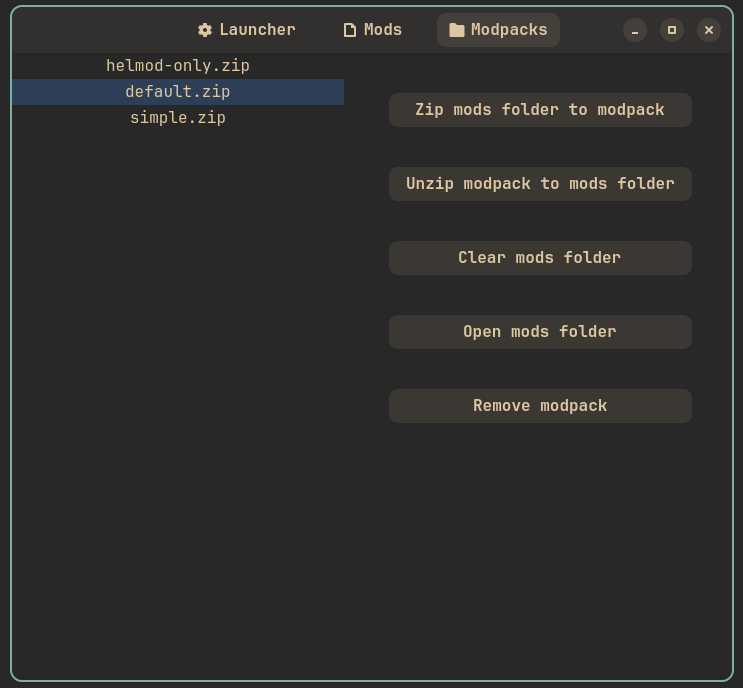 Launcher Mods Modpacks
helmod-only.zip
default.zip
simple.zip
Zip mods folder to modpack
Unzip modpack to mods folder
Clear mods folder
Open mods folder
Remove modpack